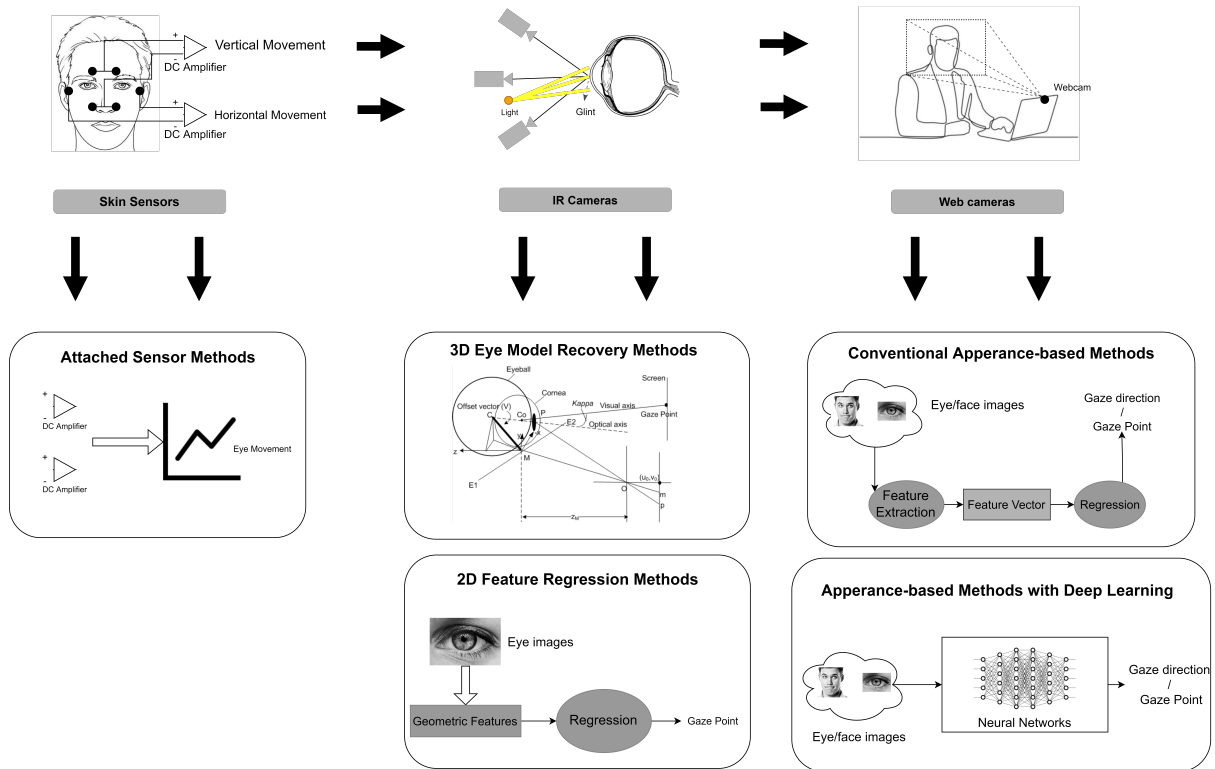 +
Vertical Movement
-
DC Amplifier
+
Horizontal Movement
-
DC Amplifier
Light
Glint
Webcam
Skin Sensors
IR Cameras
Web cameras
Attached Sensor Methods
+
-
DC Amplifier
+
-
DC Amplifier
Eye Movement
3D Eye Model Recovery Methods
Eyeball
Cornea
Screen
Offset vector (V)
Kappa
Visual axis
Gaze Point
C
Co
P
E2
Optical axis
z
M
E1
O
(u₀,v₀)
m
p
z_M
2D Feature Regression Methods
Eye images
Geometric Features
Regression
Gaze Point
Conventional Apperance-based Methods
Eye/face images
Gaze direction
/
Gaze Point
Feature
Extraction
Feature Vector
Regression
Apperance-based Methods with Deep Learning
Eye/face images
Neural Networks
Gaze direction
/
Gaze Point